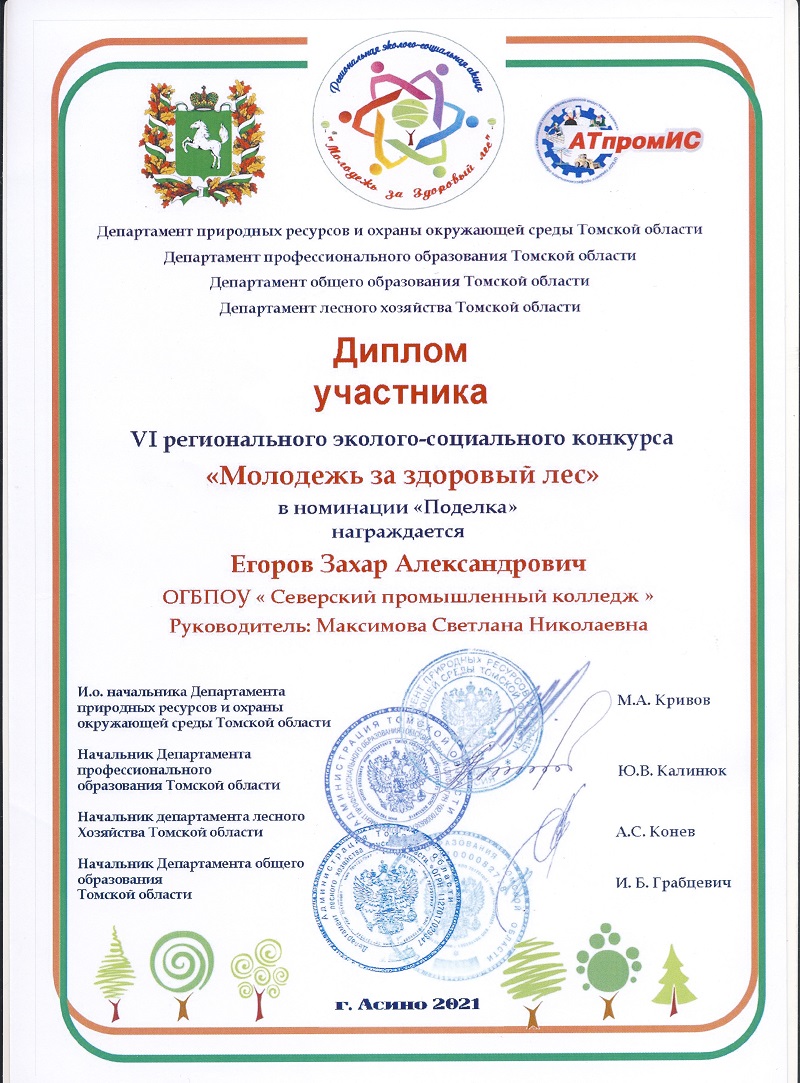 Региональная эколого-социальная акция
"Молодежь за Здоровый лес"
АТпромИС
Департамент природных ресурсов и охраны окружающей среды Томской области
Департамент профессионального образования Томской области
Департамент общего образования Томской области
Департамент лесного хозяйства Томской области
Диплом
участника
VI регионального эколого-социального конкурса
«Молодежь за здоровый лес»
в номинации «Поделка»
награждается
Егоров Захар Александрович
ОГБПОУ « Северский промышленный колледж »
Руководитель: Максимова Светлана Николаевна
И.о. начальника Департамента
природных ресурсов и охраны
окружающей среды Томской области
М.А. Кривов
Начальник Департамента
профессионального
образования Томской области
Ю.В. Калинюк
Начальник департамента лесного
Хозяйства Томской области
А.С. Конев
Начальник Департамента общего
образования
Томской области
И. Б. Грабцевич
г. Асино 2021